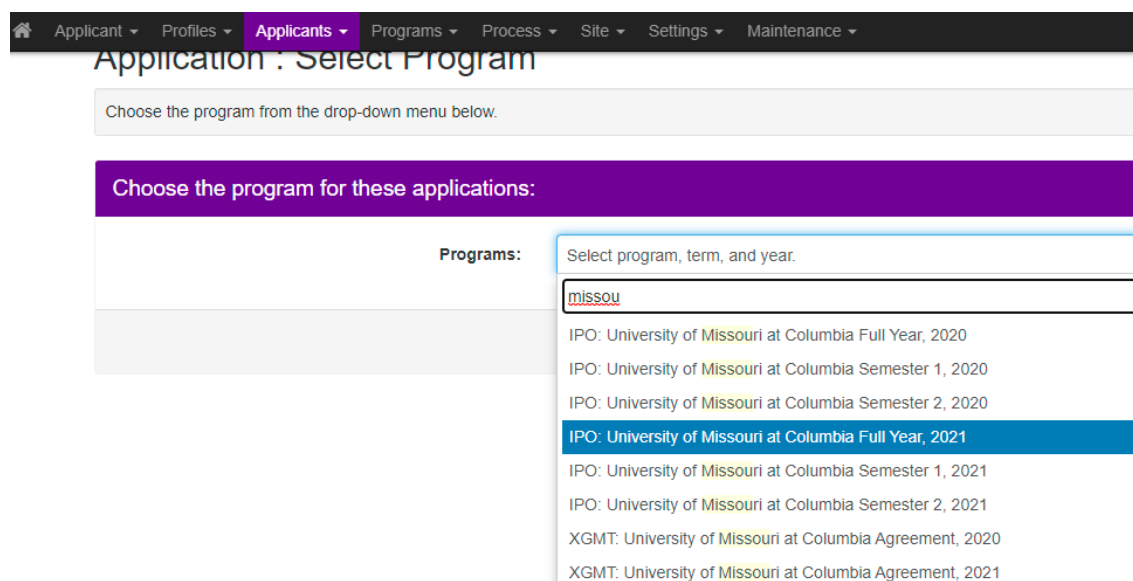 Applicant Profiles Applicants Programs Process Site Settings Maintenance
Application : Select Program
Choose the program from the drop-down menu below.
Choose the program for these applications:
Programs: Select program, term, and year.
missou
IPO: University of Missouri at Columbia Full Year, 2020
IPO: University of Missouri at Columbia Semester 1, 2020
IPO: University of Missouri at Columbia Semester 2, 2020
IPO: University of Missouri at Columbia Full Year, 2021
IPO: University of Missouri at Columbia Semester 1, 2021
IPO: University of Missouri at Columbia Semester 2, 2021
XGMT: University of Missouri at Columbia Agreement, 2020
XGMT: University of Missouri at Columbia Agreement, 2021